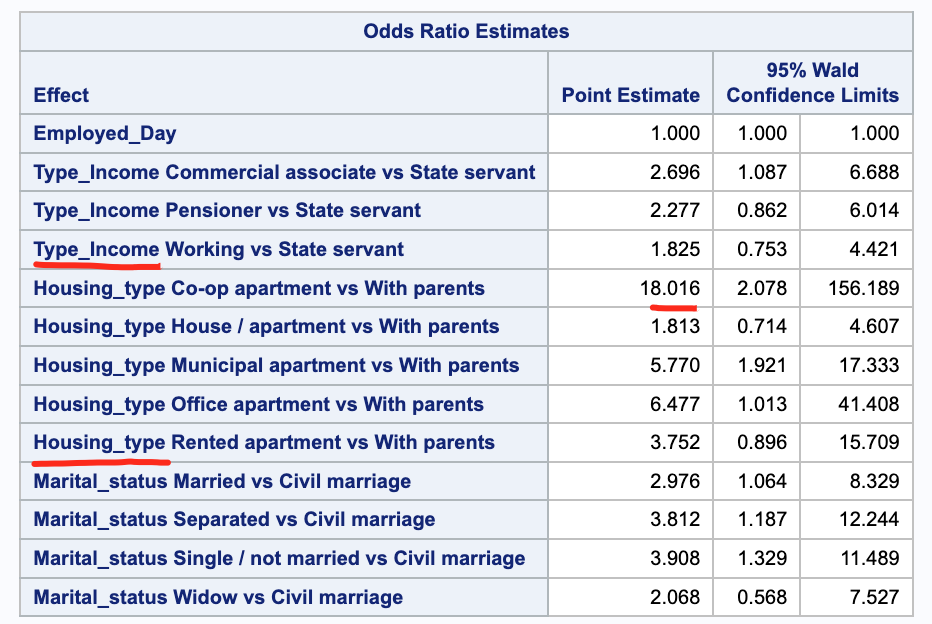 Odds Ratio Estimates
Effect Point Estimate 95% Wald Confidence Limits
Employed_Day 1.000 1.000 1.000
Type_Income Commercial associate vs State servant 2.696 1.087 6.688
Type_Income Pensioner vs State servant 2.277 0.862 6.014
Type_Income Working vs State servant 1.825 0.753 4.421
Housing_type Co-op apartment vs With parents 18.016 2.078 156.189
Housing_type House / apartment vs With parents 1.813 0.714 4.607
Housing_type Municipal apartment vs With parents 5.770 1.921 17.333
Housing_type Office apartment vs With parents 6.477 1.013 41.408
Housing_type Rented apartment vs With parents 3.752 0.896 15.709
Marital_status Married vs Civil marriage 2.976 1.064 8.329
Marital_status Separated vs Civil marriage 3.812 1.187 12.244
Marital_status Single / not married vs Civil marriage 3.908 1.329 11.489
Marital_status Widow vs Civil marriage 2.068 0.568 7.527